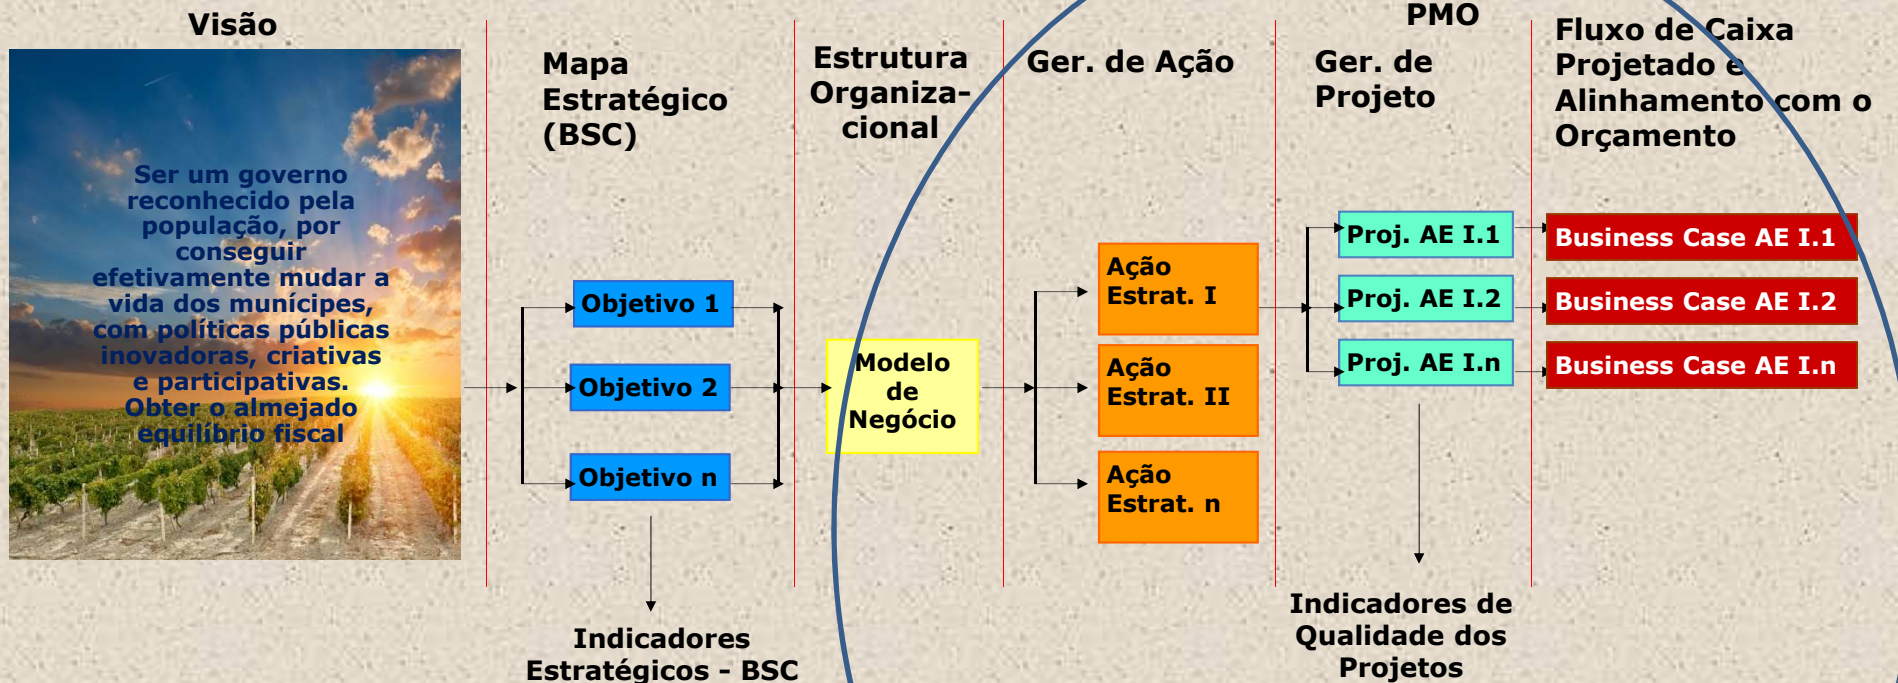 Visão
Ser um governo
reconhecido pela
população, por
conseguir
efetivamente mudar a
vida dos munícipes,
com políticas públicas
inovadoras, criativas
e participativas.
Obter o almejado
equilíbrio fiscal
Mapa
Estratégico
(BSC)
Objetivo 1
Objetivo 2
Objetivo n
Indicadores
Estratégicos - BSC
Estrutura
Organiza-
cional
Modelo
de
Negócio
Ger. de Ação
Ação
Estrat. I
Ação
Estrat. II
Ação
Estrat. n
PMO
Ger. de
Projeto
Proj. AE I.1
Proj. AE I.2
Proj. AE I.n
Indicadores de
Qualidade dos
Projetos
Fluxo de Caixa
Projetado e
Alinhamento com o
Orçamento
Business Case AE I.1
Business Case AE I.2
Business Case AE I.n